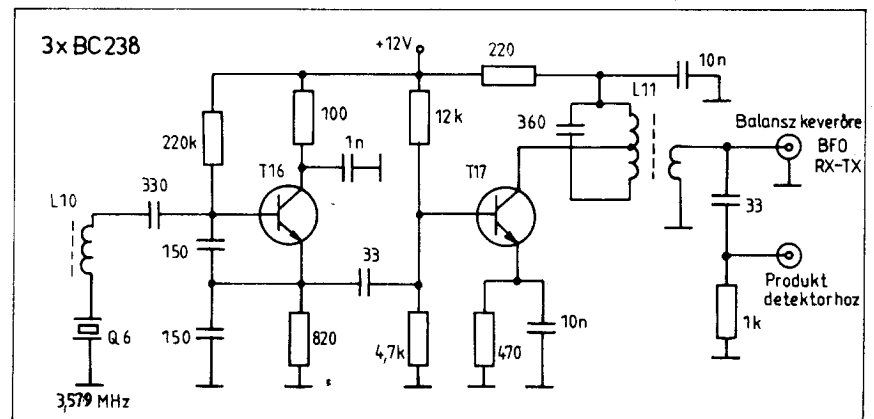 3x BC238
+12V
220
10n
L11
100
12k
360
220k
1n
Balansz keverőre
BFO
RX-TX
T16
T17
330
L10
150
33
33
Produkt
detektorhoz
Q6
150
820
4,7k
470
10n
1k
3,579 MHz